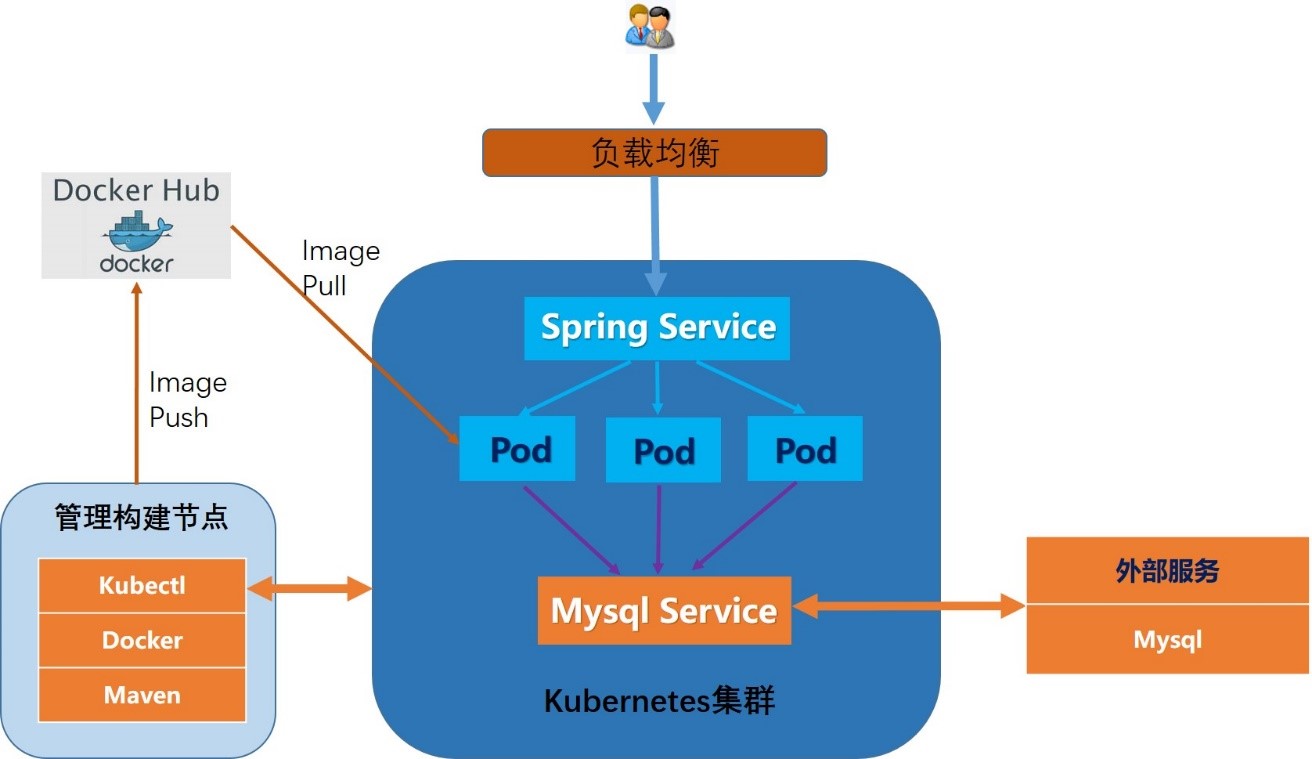 负载均衡
Docker Hub
docker
Image
Pull
Spring Service
Image
Push
Pod
Pod
Pod
管理构建节点
Kubectl
Docker
Maven
Mysql Service
Kubernetes集群
外部服务
Mysql